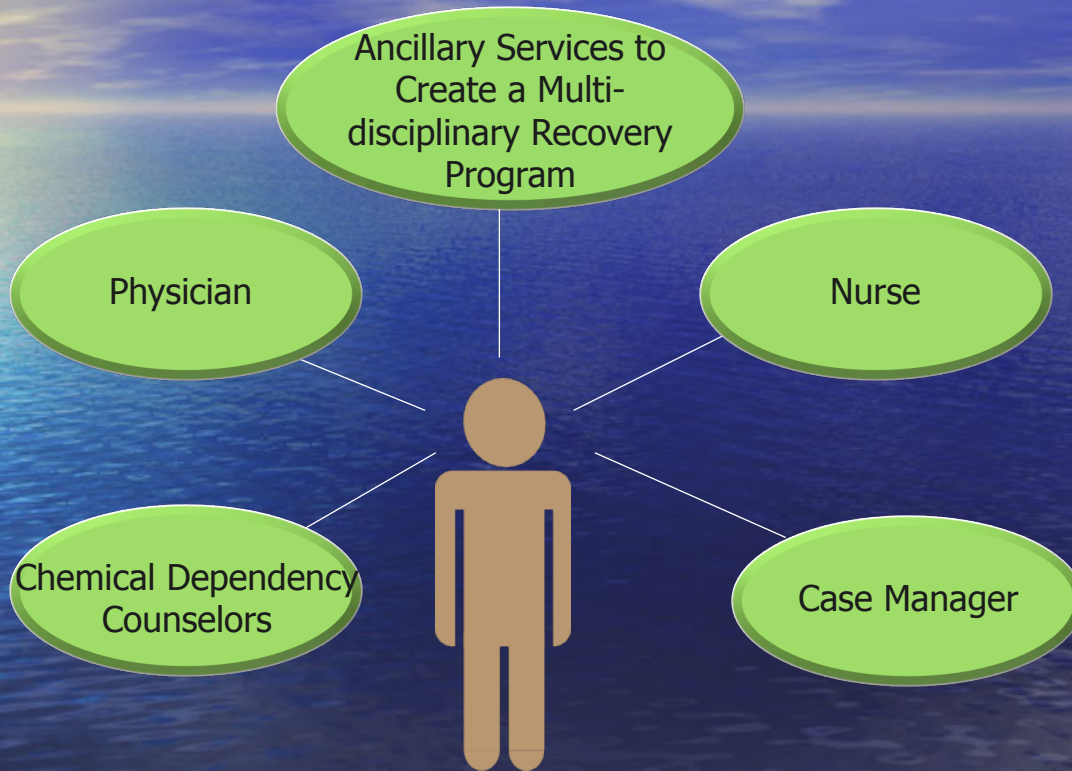 Ancillary Services to
Create a Multi-
disciplinary Recovery
Program
Physician
Nurse
Chemical Dependency
Counselors
Case Manager